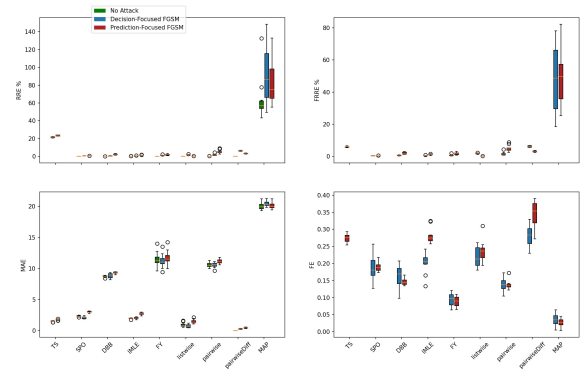 No Attack
Decision-Focused FGSM
Prediction-Focused FGSM
RRE %
140
120
100
80
60
40
20
0
FRRE %
80
60
40
20
0
MAE
20
15
10
5
0
TS
SPO
DBB
IMLE
FY
listwise
pairwise
pairwiseDiff
MAP
FE
0.40
0.35
0.30
0.25
0.20
0.15
0.10
0.05
0.00
TS
SPO
DBB
IMLE
FY
listwise
pairwise
pairwiseDiff
MAP